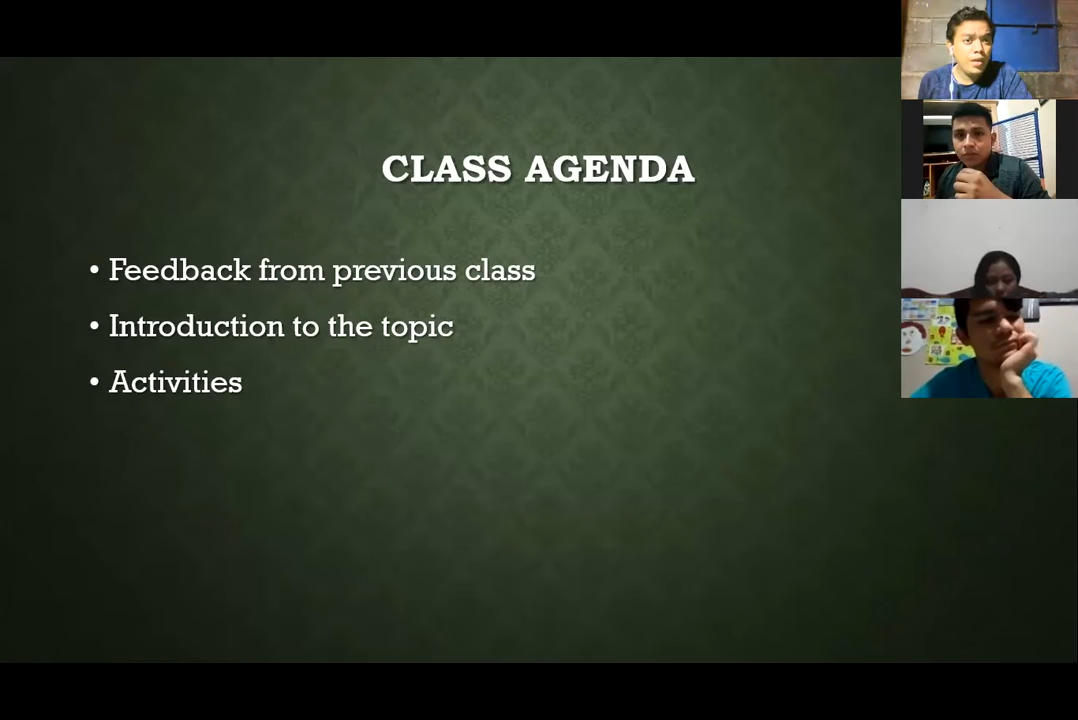 CLASS AGENDA
• Feedback from previous class
• Introduction to the topic
• Activities